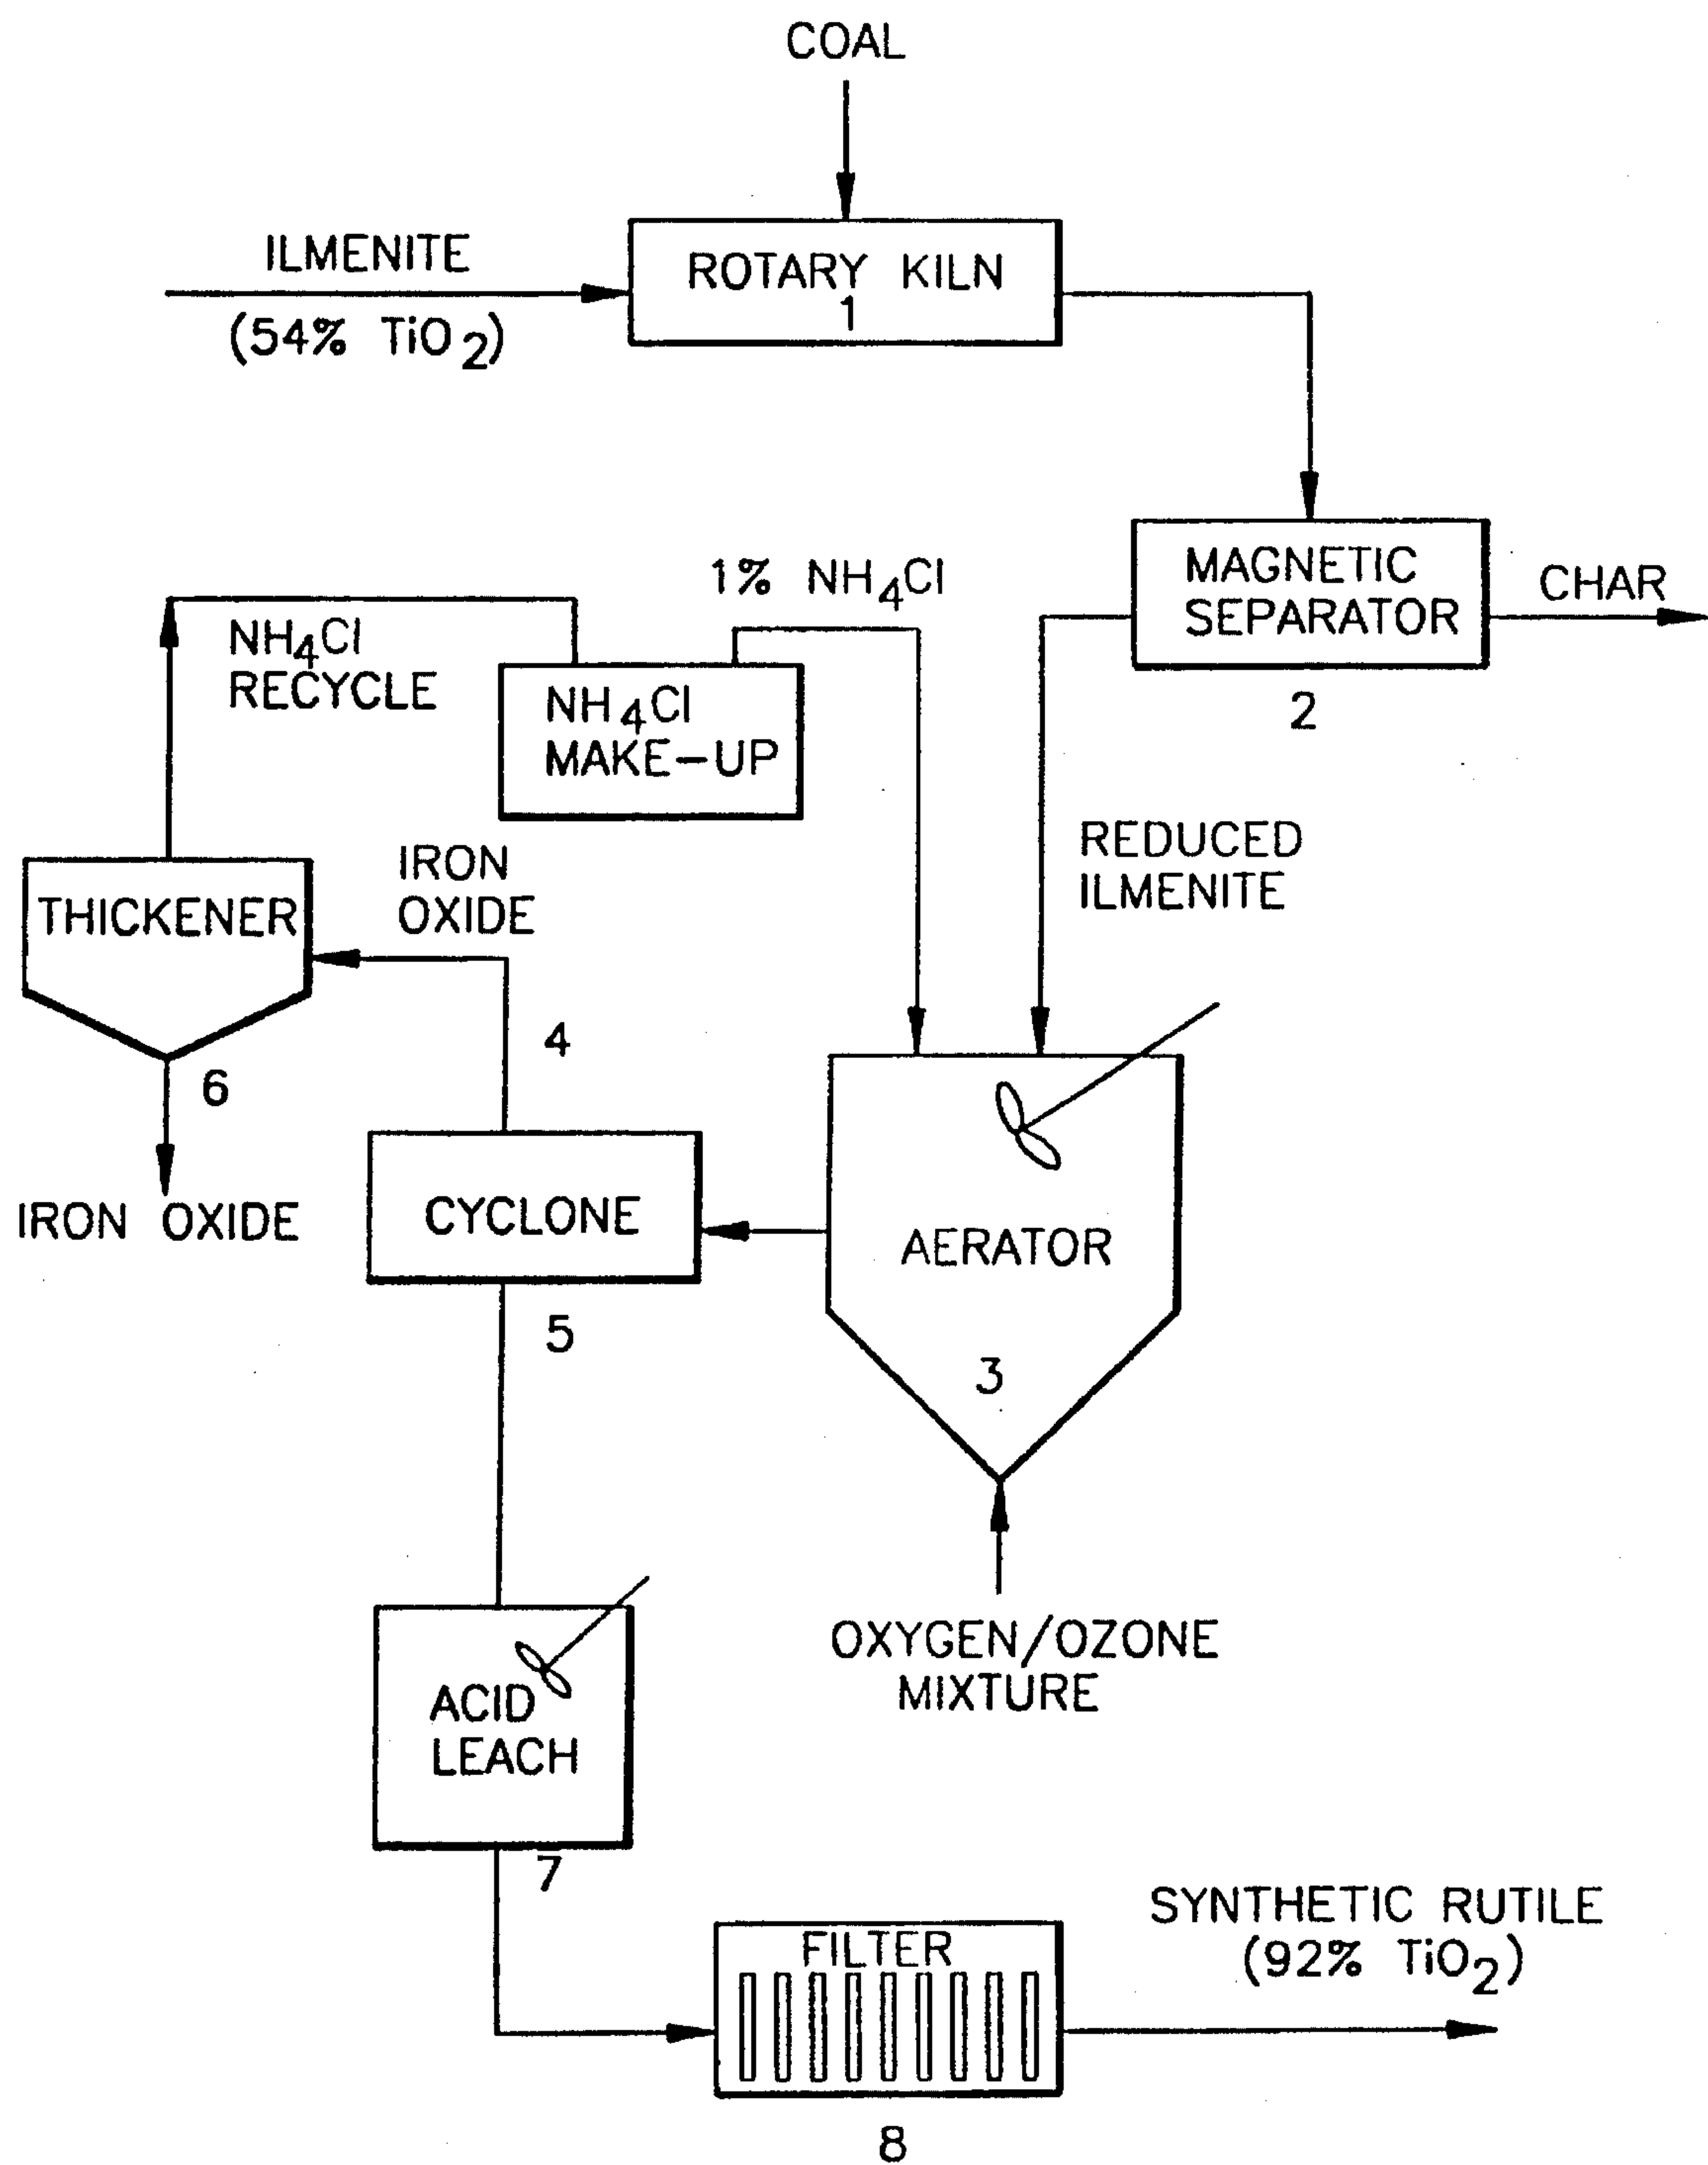 COAL
ILMENITE
(54% TiO2)
ROTARY KILN
1
MAGNETIC
SEPARATOR
2
CHAR
1% NH4Cl
NH4Cl
RECYCLE
NH4Cl
MAKE-UP
REDUCED
ILMENITE
THICKENER
6
IRON
OXIDE
4
IRON OXIDE
CYCLONE
5
AERATOR
3
OXYGEN/OZONE
MIXTURE
ACID
LEACH
7
FILTER
8
SYNTHETIC RUTILE
(92% TiO2)